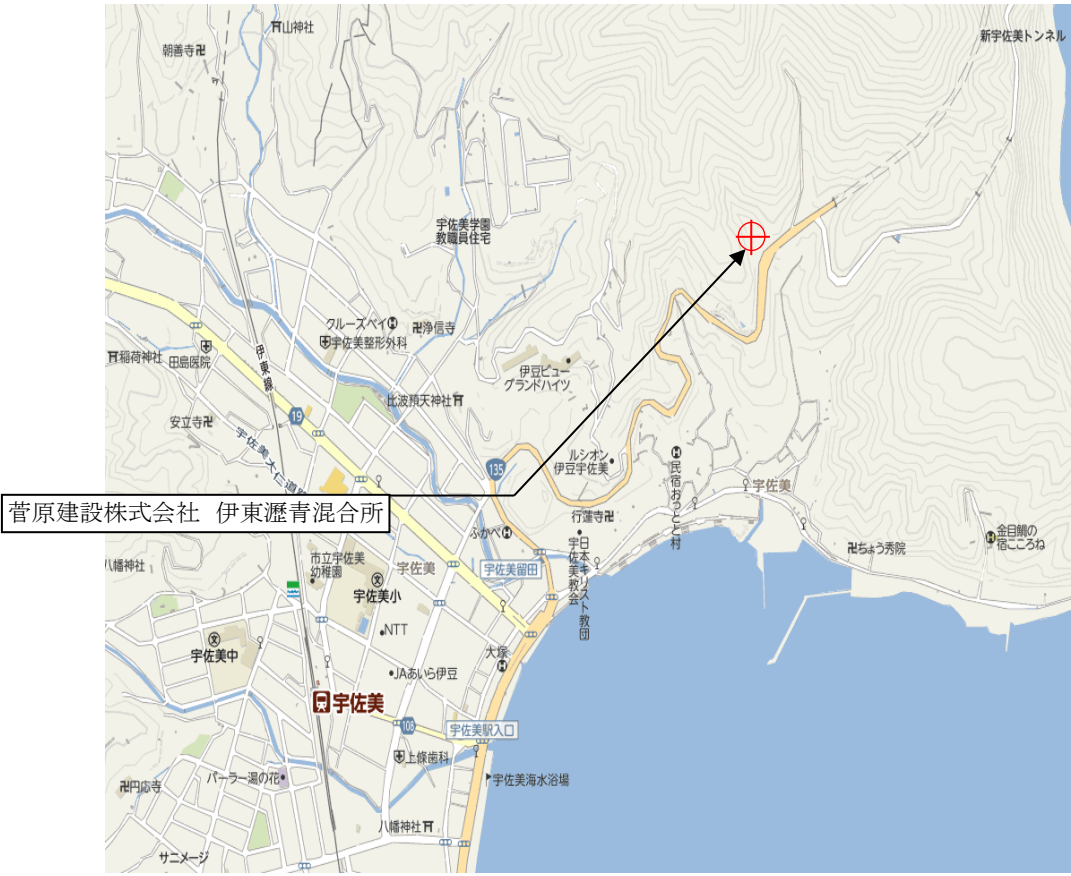 山神社
新宇佐美トンネル
朝善寺
宇佐美学園
教職員住宅
クルーズベイ
浄信寺
宇佐美整形外科
稲荷神社
田島医院
伊東線
伊豆ビュー
グランドハイツ
比波預天神社
19
安立寺
宇佐美大仁道路
135
ルシオン
伊豆宇佐美
民宿おっとと村
宇佐美
菅原建設株式会社 伊東瀝青混合所
行蓮寺
ふかべ
金目鯛の
宿こころね
ちょう秀院
日本キリスト教団
宇佐美教会
市立宇佐美
幼稚園
八幡神社
宇佐美
宇佐美留田
宇佐美小
NTT
宇佐美中
大塚
JAあいら伊豆
宇佐美
108
宇佐美駅入口
上條歯科
パーラー湯の花
円応寺
宇佐美海水浴場
八幡神社
サニメージ